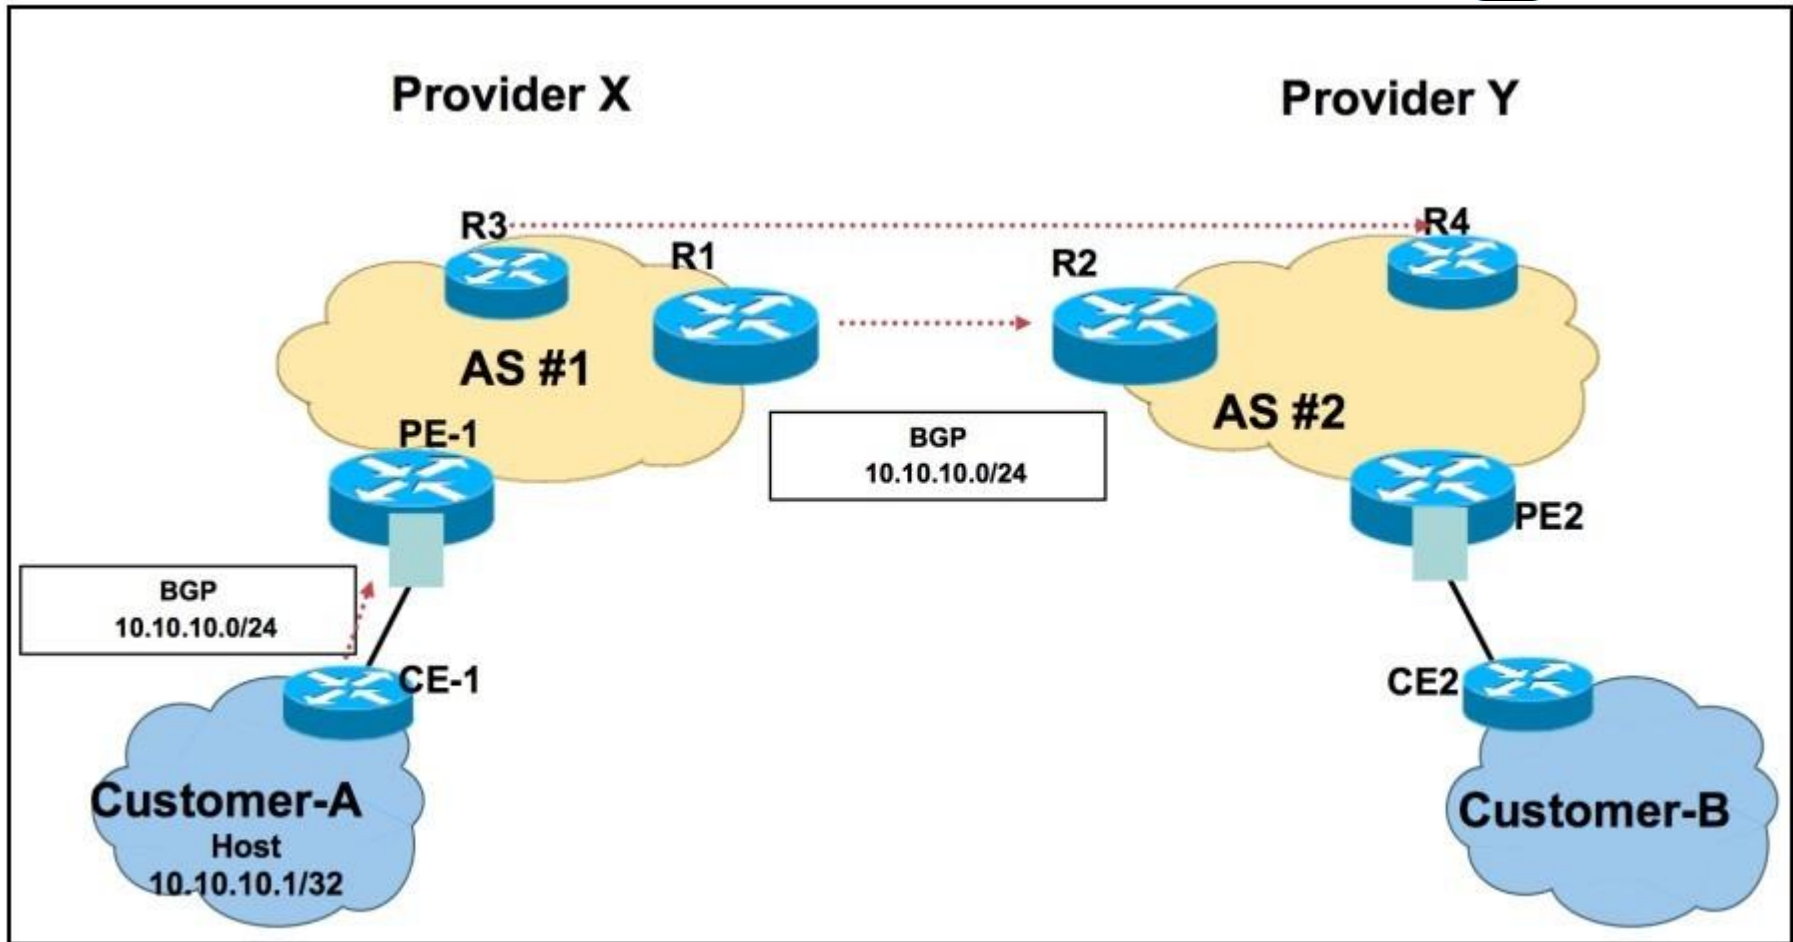 Provider X
Provider Y
R3
R4
R1
R2
AS #1
AS #2
PE-1
BGP
10.10.10.0/24
PE2
BGP
10.10.10.0/24
CE-1
CE2
Customer-A
Host
10.10.10.1/32
Customer-B